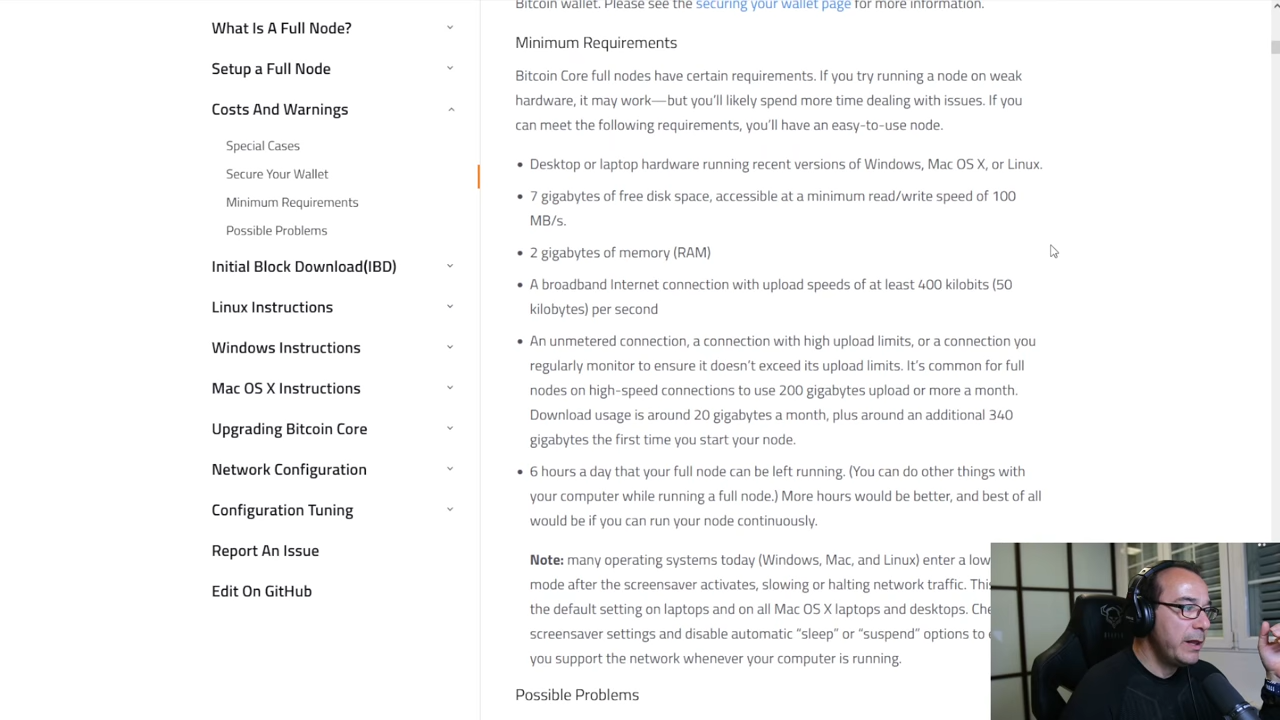 What Is A Full Node?
Setup a Full Node
Costs And Warnings
Special Cases
Secure Your Wallet
Minimum Requirements
Possible Problems
Initial Block Download(IBD)
Linux Instructions
Windows Instructions
Mac OS X Instructions
Upgrading Bitcoin Core
Network Configuration
Configuration Tuning
Report An Issue
Edit On GitHub
Bitcoin wallet. Please see the securing your wallet page for more information.
Minimum Requirements
Bitcoin Core full nodes have certain requirements. If you try running a node on weak
hardware, it may work—but you’ll likely spend more time dealing with issues. If you
can meet the following requirements, you’ll have an easy-to-use node.
• Desktop or laptop hardware running recent versions of Windows, Mac OS X, or Linux.
• 7 gigabytes of free disk space, accessible at a minimum read/write speed of 100
MB/s.
• 2 gigabytes of memory (RAM)
• A broadband Internet connection with upload speeds of at least 400 kilobits (50
kilobytes) per second
• An unmetered connection, a connection with high upload limits, or a connection you
regularly monitor to ensure it doesn’t exceed its upload limits. It’s common for full
nodes on high-speed connections to use 200 gigabytes upload or more a month.
Download usage is around 20 gigabytes a month, plus around an additional 340
gigabytes the first time you start your node.
• 6 hours a day that your full node can be left running. (You can do other things with
your computer while running a full node.) More hours would be better, and best of all
would be if you can run your node continuously.
Note: many operating systems today (Windows, Mac, and Linux) enter a low
mode after the screensaver activates, slowing or halting network traffic. This
the default setting on laptops and on all Mac OS X laptops and desktops. Che
screensaver settings and disable automatic “sleep” or “suspend” options to
you support the network whenever your computer is running.
Possible Problems